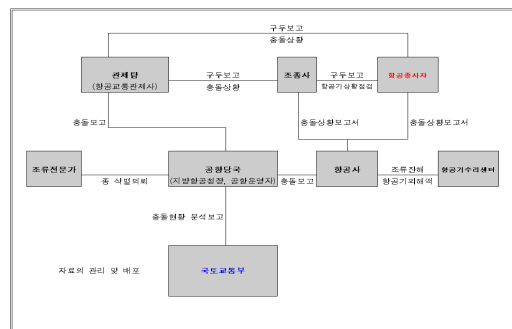 구두보고
충돌상황
관제탑
(항공교통관제사)
구두보고
충돌상황
조종사
구두보고
항공기상황점검
항공종사자
충돌보고
충돌상황보고서
충돌상황보고서
조류전문가
종 식별의뢰
공항당국
(지방항공청장, 공항운영자)
충돌보고
항공사
조류잔해
항공기피해액
항공기수리센터
충돌현황 분석보고
자료의 관리 및 배포
국토교통부